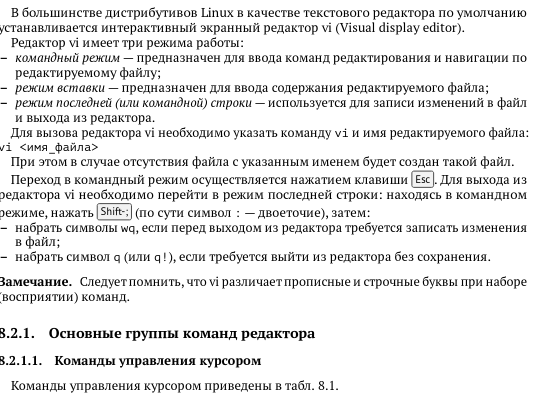 В большинстве дистрибутивов Linux в качестве текстового редактора по умолчанию
устанавливается интерактивный экранный редактор vi (Visual display editor).
Редактор vi имеет три режима работы:
– командный режим — предназначен для ввода команд редактирования и навигации по
редактируемому файлу;
– режим вставки — предназначен для ввода содержания редактируемого файла;
– режим последней (или командной) строки — используется для записи изменений в файл
и выхода из редактора.
Для вызова редактора vi необходимо указать команду vi и имя редактируемого файла:
vi <имя_файла>
При этом в случае отсутствия файла с указанным именем будет создан такой файл.
Переход в командный режим осуществляется нажатием клавиши Esc. Для выхода из
редактора vi необходимо перейти в режим последней строки: находясь в командном
режиме, нажать Shift-; (по сути символ : — двоеточие), затем:
– набрать символы wq, если перед выходом из редактора требуется записать изменения
в файл;
– набрать символ q (или q!), если требуется выйти из редактора без сохранения.
Замечание. Следует помнить, что vi различает прописные и строчные буквы при наборе
(восприятии) команд.
8.2.1. Основные группы команд редактора
8.2.1.1. Команды управления курсором
Команды управления курсором приведены в табл. 8.1.